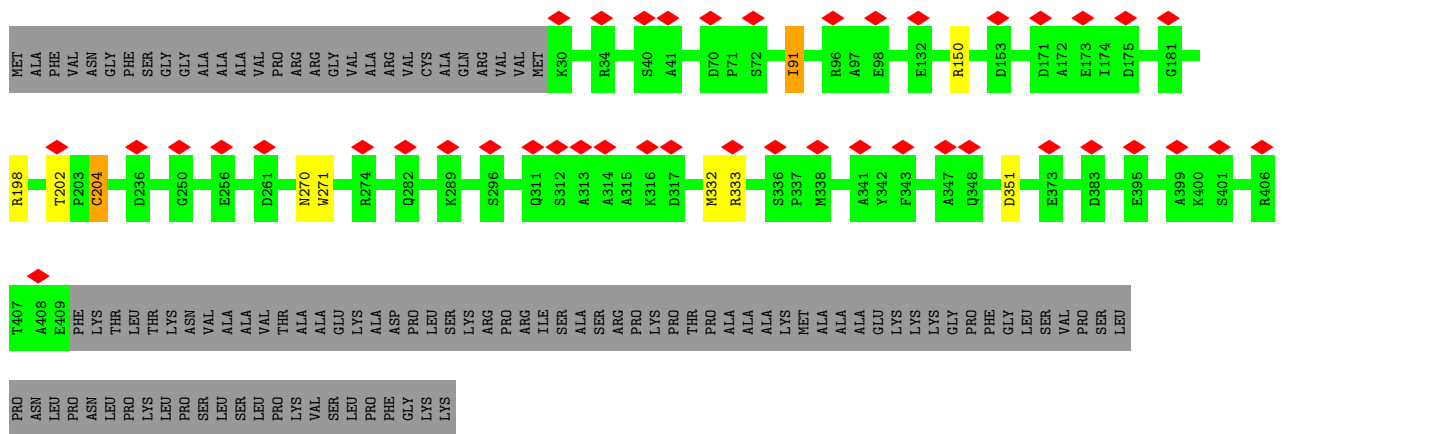 MET ALA PHE VAL ASN GLY PHE SER GLY GLY ALA ALA ALA VAL PRO ARG ARG GLY VAL ALA ARG VAL CYS ALA GLN ARG VAL VAL MET K30 R34 S40 A41 D70 P71 S72 I91 R96 A97 E98 E132 R150 D153 D171 A172 E173 I174 D175 G181
R198 T202 P203 C204 D236 G250 E256 D261 N270 W271 R274 Q282 K289 S296 Q311 S312 A313 A314 A315 K316 D317 M332 R333 S336 P337 M338 A341 Y342 F343 A347 Q348 D351 E373 D383 E395 A399 K400 S401 R406
T407 A408 E409 PHE LYS THR LEU THR LYS ASN VAL ALA ALA VAL THR ALA ALA GLU LYS ALA ASP PRO LEU SER LYS ARG PRO ARG ILE SER ALA SER ARG PRO LYS PRO THR PRO ALA ALA ALA LYS MET ALA ALA ALA GLU LYS LYS LYS GLY PRO PHE GLY LEU SER VAL PRO SER LEU
PRO ASN LEU PRO ASN LEU PRO LYS LEU PRO SER LEU SER LEU PRO LYS VAL SER LEU PRO PHE GLY LYS LYS